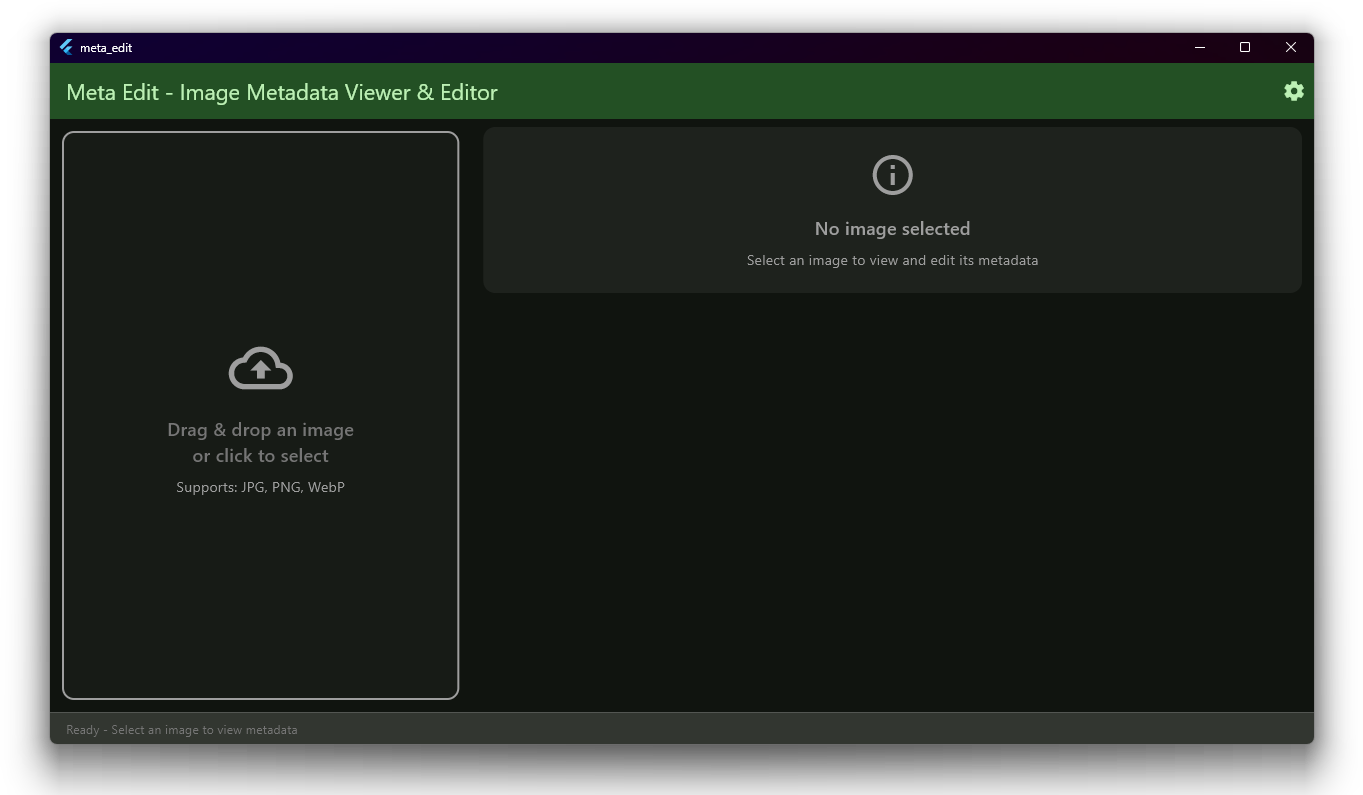 meta_edit
Meta Edit - Image Metadata Viewer & Editor
Drag & drop an image
or click to select
Supports: JPG, PNG, WebP
No image selected
Select an image to view and edit its metadata
Ready - Select an image to view metadata